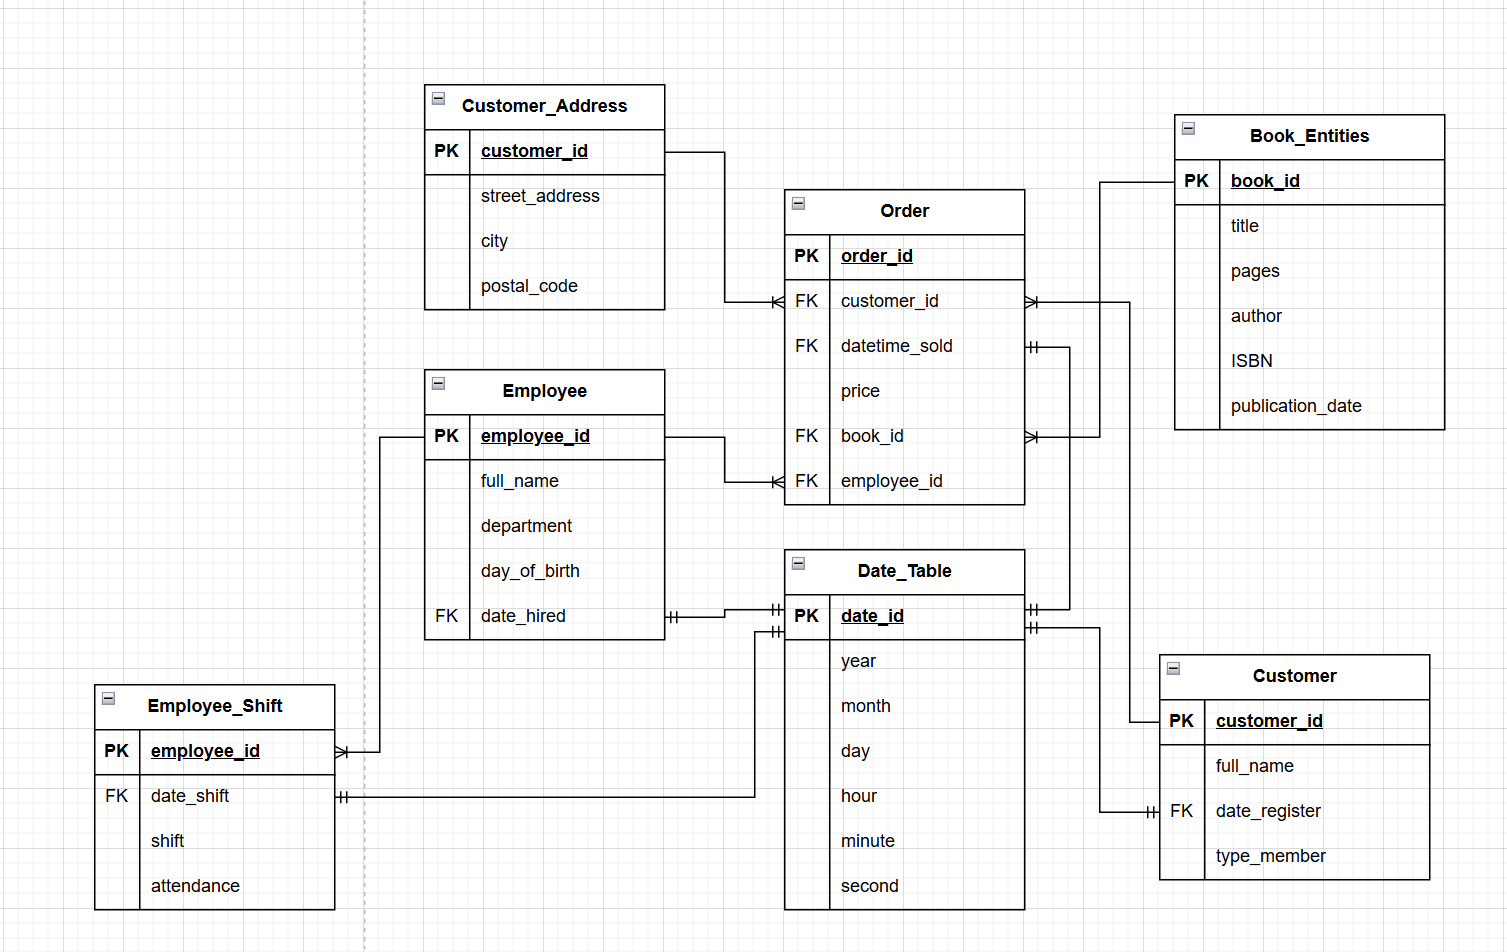 Customer_Address
PK customer_id
street_address
city
postal_code
Employee
PK employee_id
full_name
department
day_of_birth
FK date_hired
Employee_Shift
PK employee_id
FK date_shift
shift
attendance
Order
PK order_id
FK customer_id
FK datetime_sold
price
FK book_id
FK employee_id
Date_Table
PK date_id
year
month
day
hour
minute
second
Book_Entities
PK book_id
title
pages
author
ISBN
publication_date
Customer
PK customer_id
full_name
FK date_register
type_member